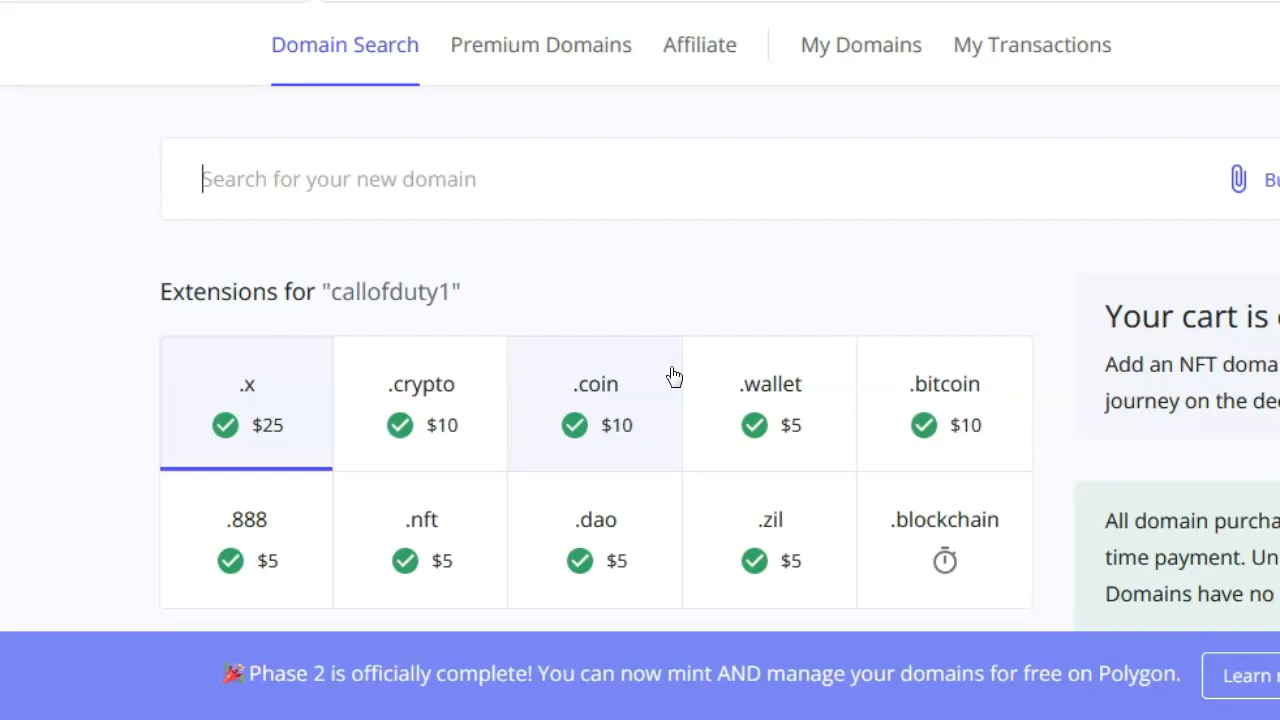 Domain Search Premium Domains Affiliate My Domains My Transactions
Search for your new domain
Extensions for "callofduty1"
.x .crypto .coin .wallet .bitcoin
$25 $10 $10 $5 $10
.888 .nft .dao .zil .blockchain
$5 $5 $5 $5
Your cart is
Add an NFT doma
journey on the de
All domain purcha
time payment. Un
Domains have no
🎉 Phase 2 is officially complete! You can now mint AND manage your domains for free on Polygon. Learn